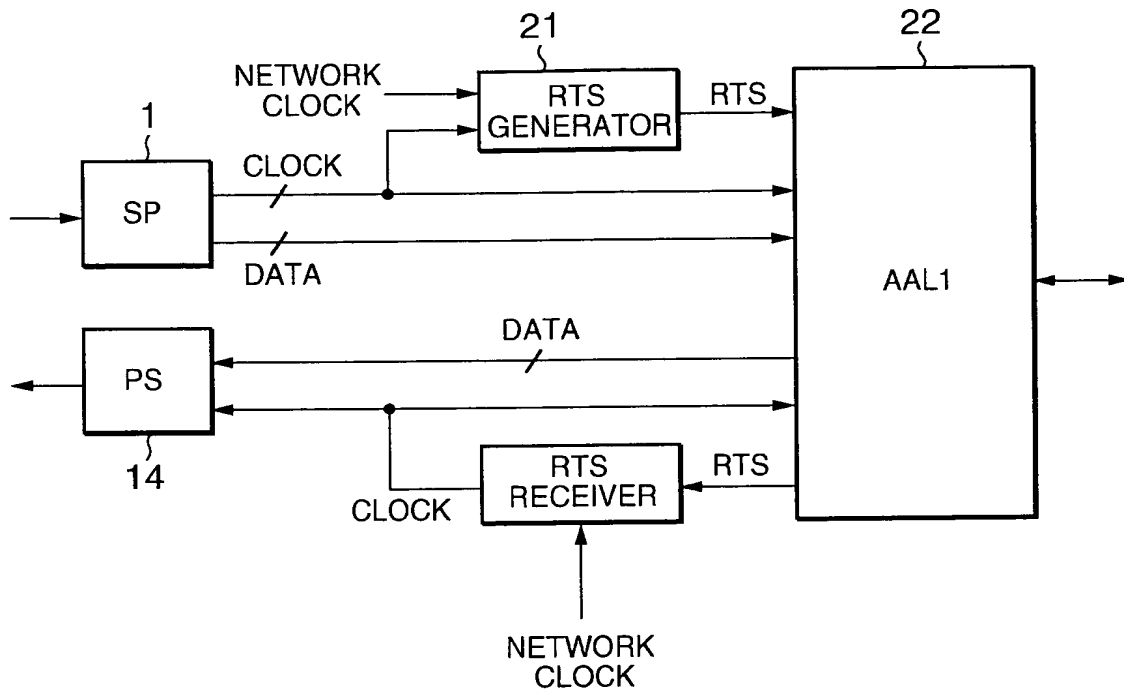 21
22
NETWORK
CLOCK
RTS
GENERATOR
RTS
1
CLOCK
SP
DATA
AAL1
DATA
PS
14
RTS
RECEIVER
RTS
CLOCK
NETWORK
CLOCK